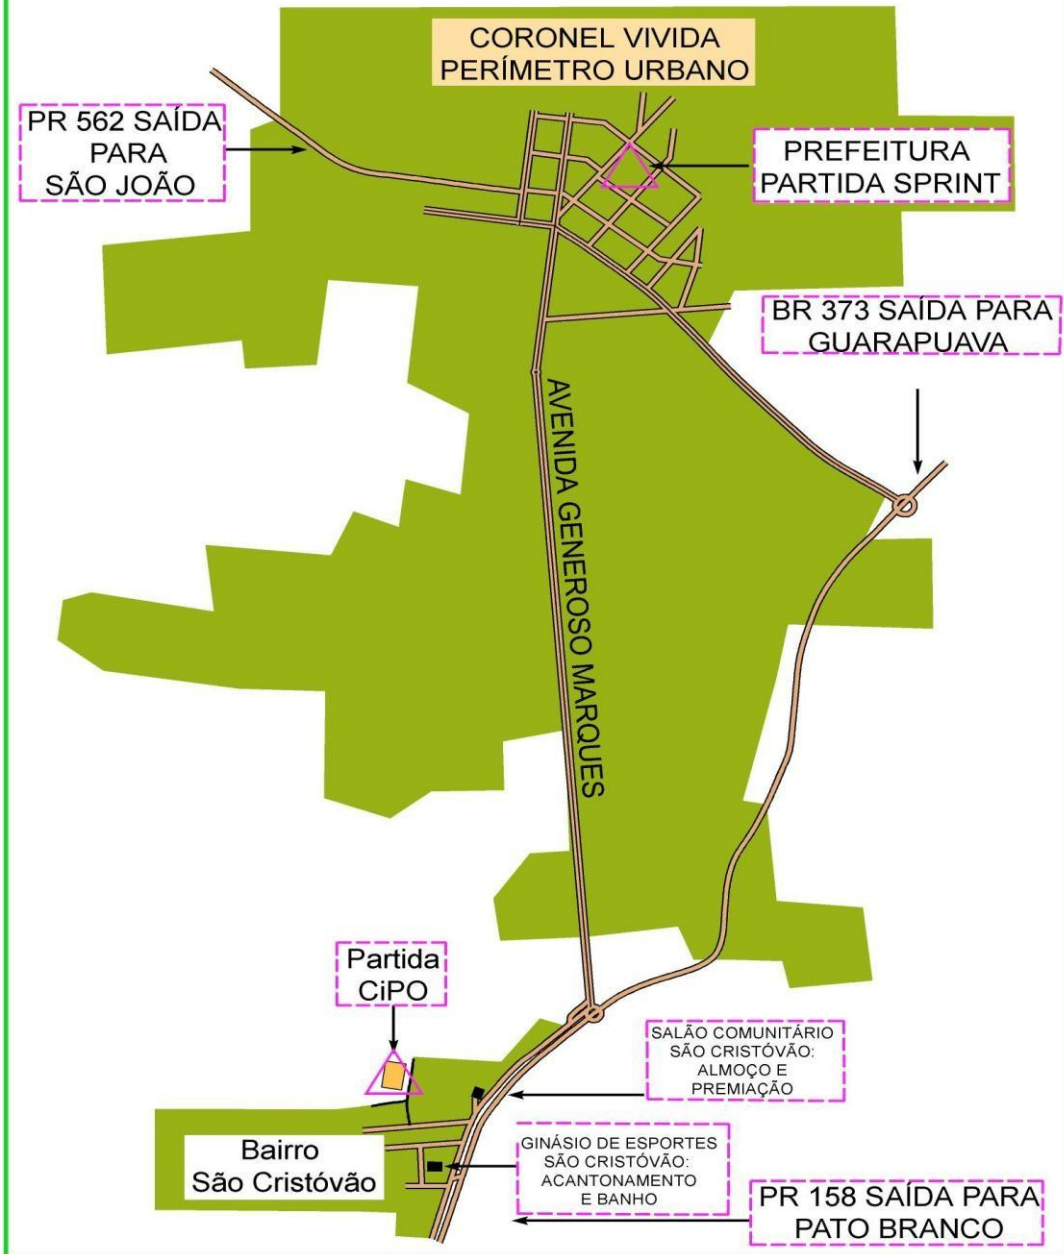 CORONEL VIVIDA
PERÍMETRO URBANO
PR 562 SAÍDA
PARA
SÃO JOÃO
PREFEITURA
PARTIDA SPRINT
BR 373 SAÍDA PARA
GUARAPUAVA
AVENIDA GENEROSO MARQUES
Partida
CiPO
SALÃO COMUNITÁRIO
SÃO CRISTÓVÃO:
ALMOÇO E
PREMIAÇÃO
Bairro
São Cristóvão
GINÁSIO DE ESPORTES
SÃO CRISTÓVÃO:
ACANTONAMENTO
E BANHO
PR 158 SAÍDA PARA
PATO BRANCO